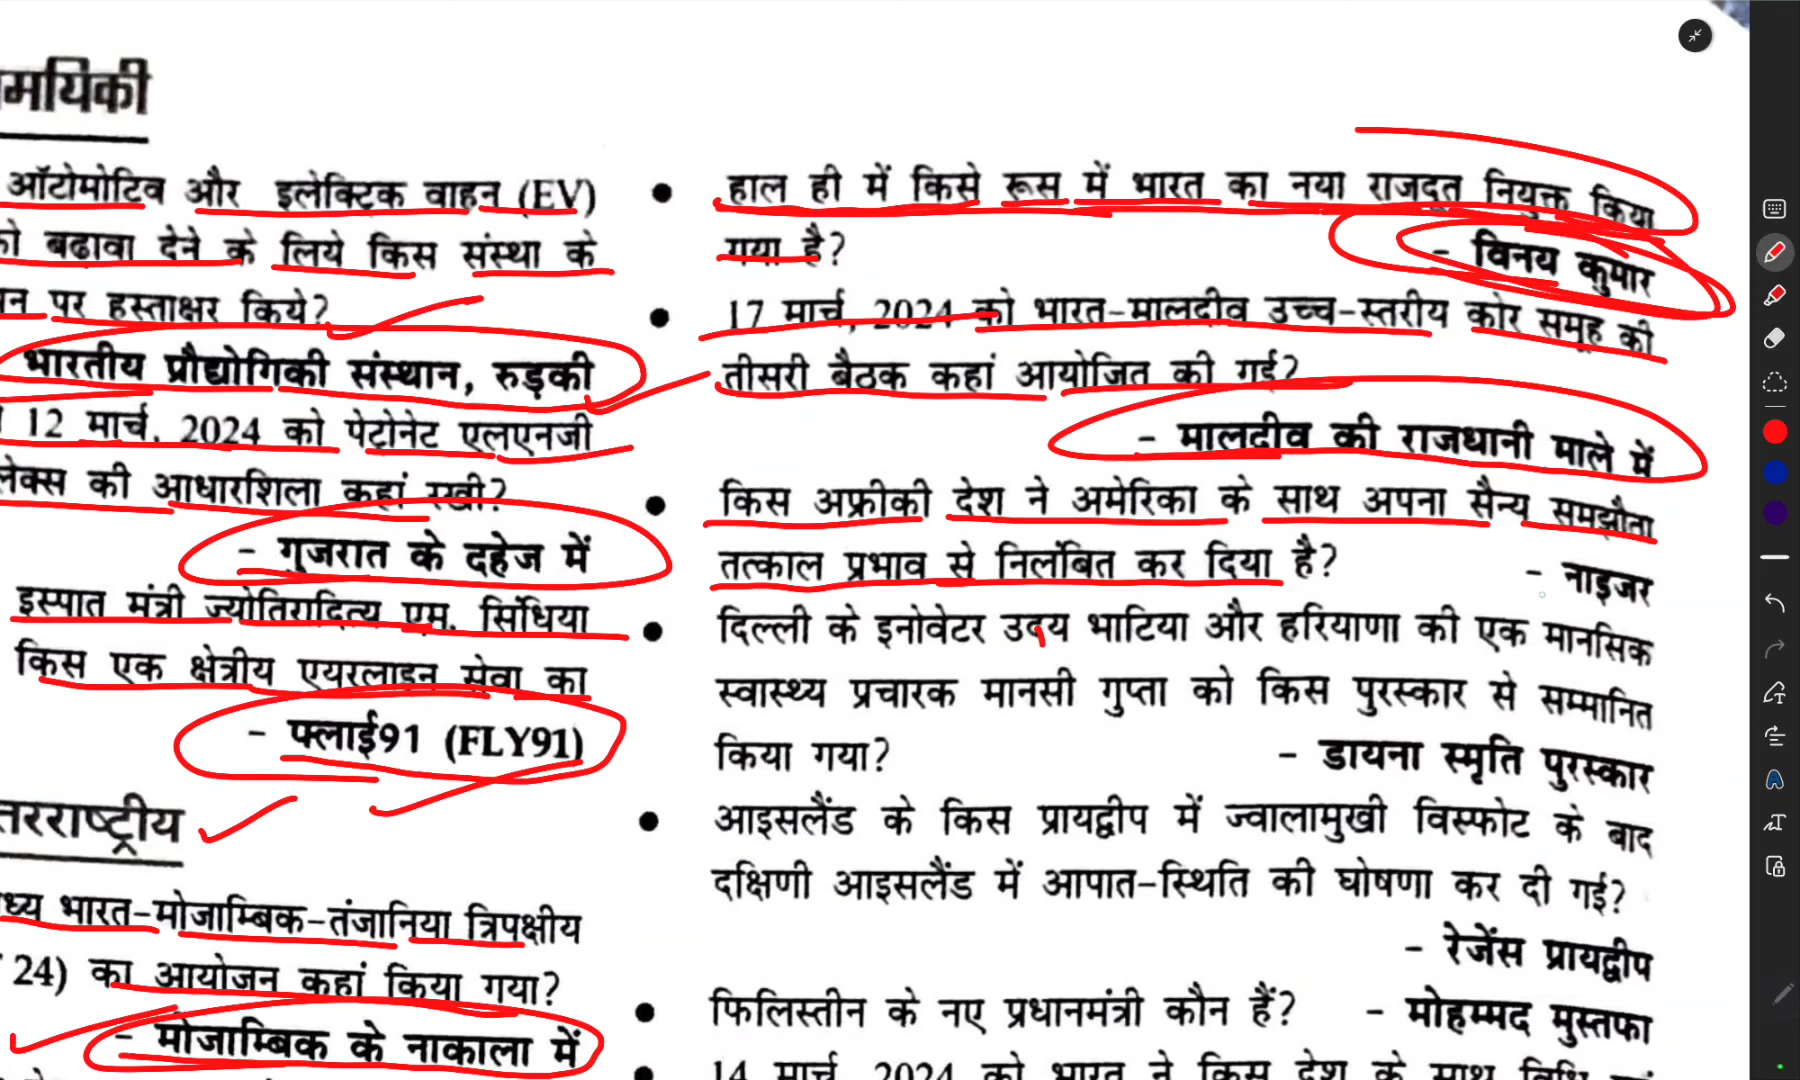 मयिकी
ऑटोमोटिव और इलेक्ट्रिक वाहन (EV)
को बढावा देने के लिये किस संस्था के
पर हस्ताक्षर किये?
भारतीय प्रौद्योगिकी संस्थान, रुड़की
12 मार्च, 2024 को पेट्रोनेट एलएनजी
लेक्स की आधारशिला कहां रखी?
- गुजरात के दहेज में
इस्पात मंत्री ज्योतिरादित्य एम. सिंधिया
किस एक क्षेत्रीय एयरलाइन सेवा का
- फ्लाई91 (FLY91)
तरराष्ट्रीय
ध्य भारत-मोजाम्बिक-तंजानिया त्रिपक्षीय
24) का आयोजन कहां किया गया?
- मोजाम्बिक के नाकाला में
• हाल ही में किसे रूस में भारत का नया राजदूत नियुक्त किया
गया है? - विनय कुमार
• 17 मार्च, 2024 को भारत-मालदीव उच्च-स्तरीय कोर समूह की
तीसरी बैठक कहां आयोजित की गई?
- मालदीव की राजधानी माले में
• किस अफ्रीकी देश ने अमेरिका के साथ अपना सैन्य समझौता
तत्काल प्रभाव से निलंबित कर दिया है? - नाइजर
• दिल्ली के इनोवेटर उदय भाटिया और हरियाणा की एक मानसिक
स्वास्थ्य प्रचारक मानसी गुप्ता को किस पुरस्कार से सम्मानित
किया गया? - डायना स्मृति पुरस्कार
• आइसलैंड के किस प्रायद्वीप में ज्वालामुखी विस्फोट के बाद
दक्षिणी आइसलैंड में आपात-स्थिति की घोषणा कर दी गई?
- रेजेंस प्रायद्वीप
• फिलिस्तीन के नए प्रधानमंत्री कौन हैं? - मोहम्मद मुस्तफा
• 14 मार्च, 2024 को भारत ने किस देश के साथ